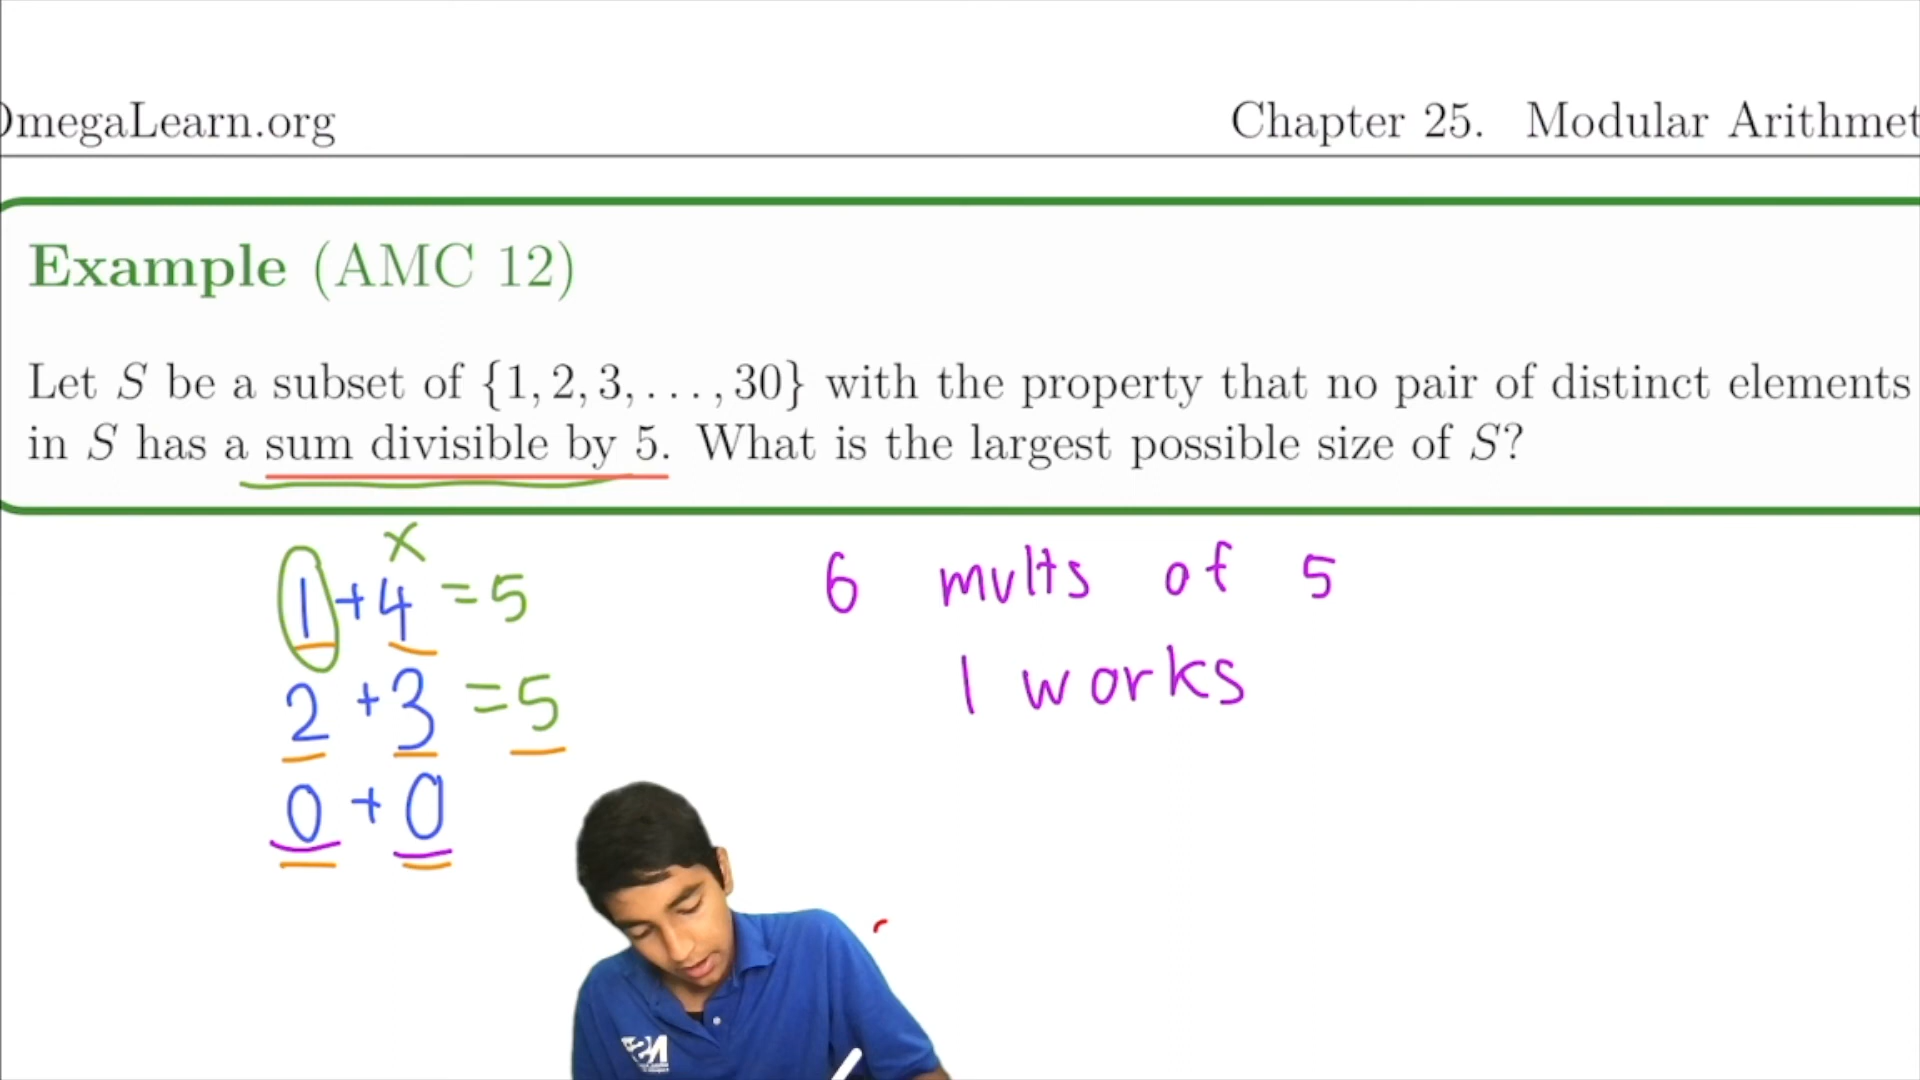 OmegaLearn.org
Chapter 25. Modular Arithmet
Example (AMC 12)
Let S be a subset of {1, 2, 3, . . . , 30} with the property that no pair of distinct elements
in S has a sum divisible by 5. What is the largest possible size of S?
x
1 + 4 = 5
2 + 3 = 5
0 + 0
6 mults of 5
1 works